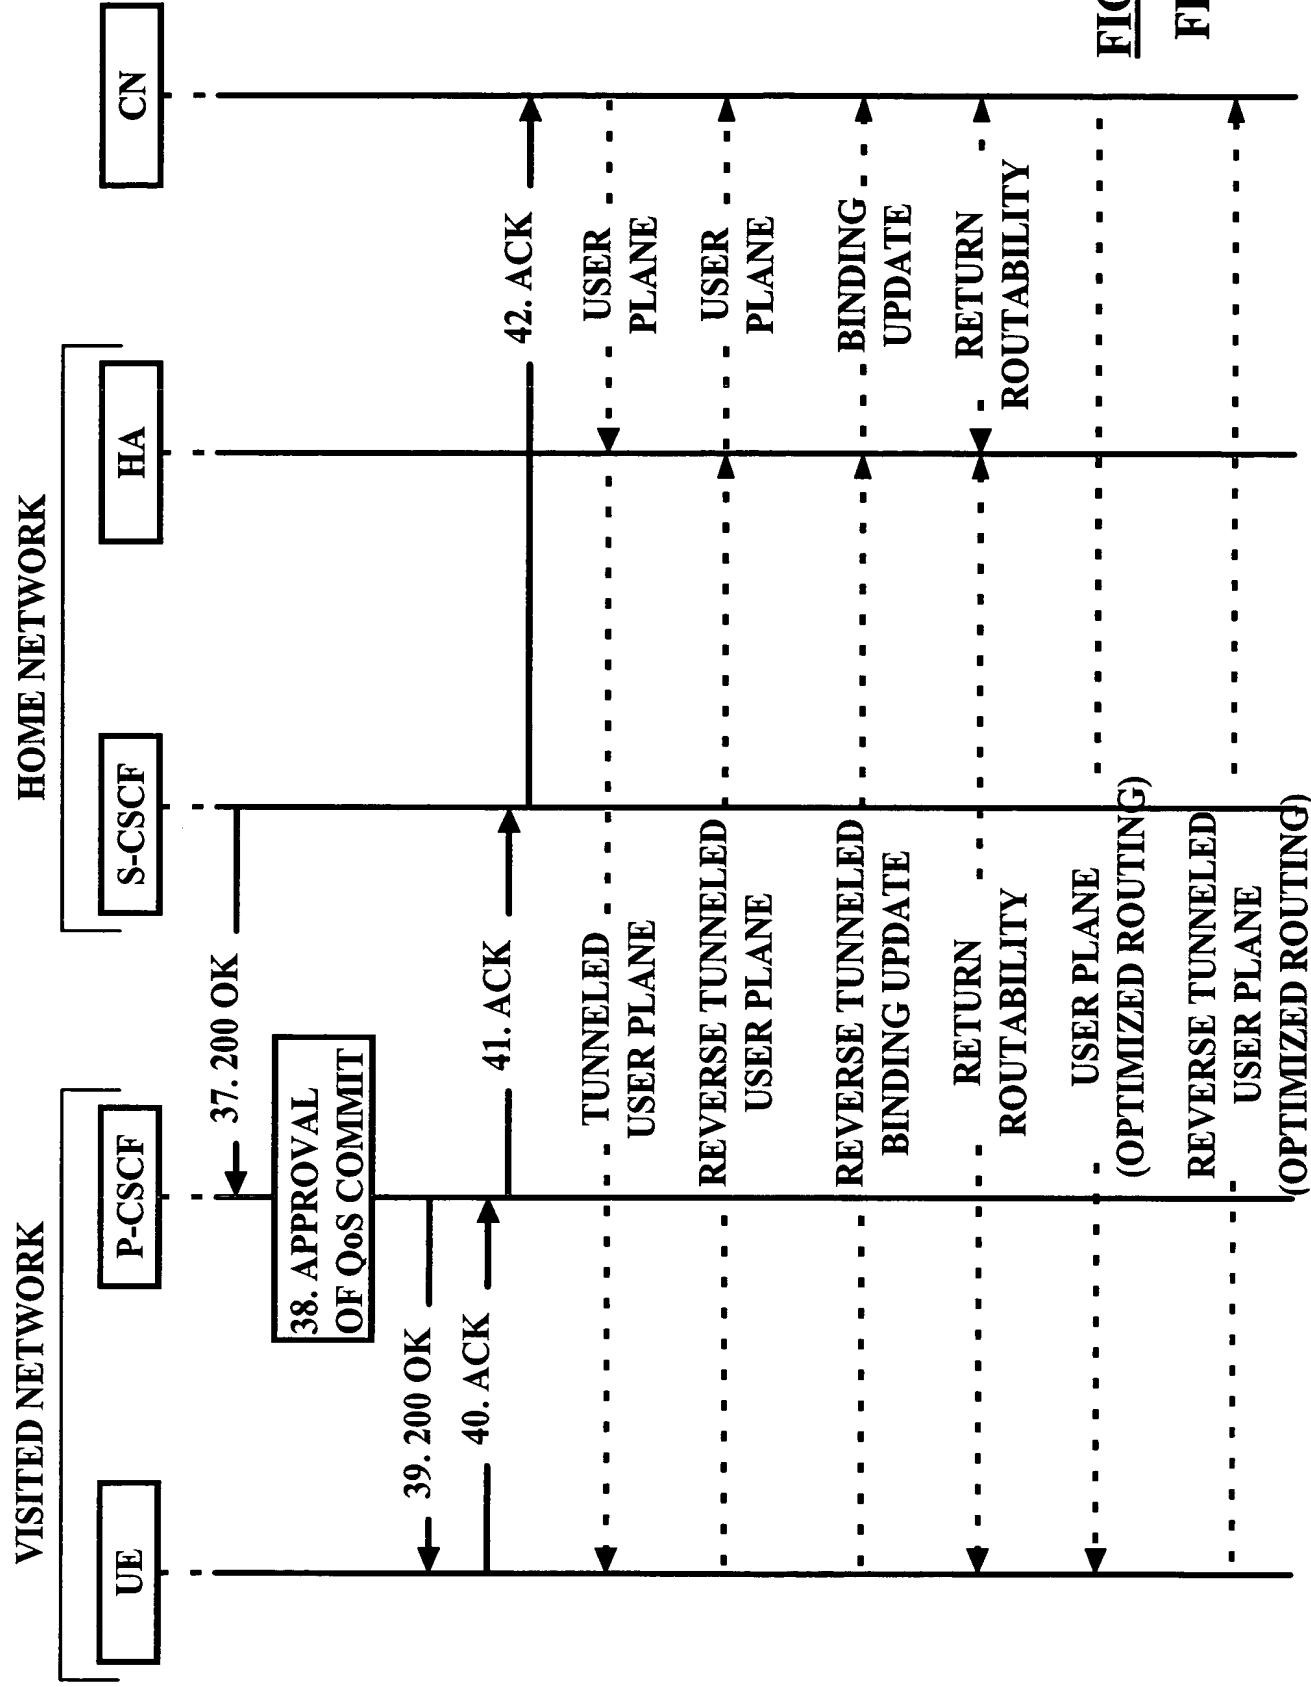 VISITED NETWORK
HOME NETWORK
UE
P-CSCF
S-CSCF
HA
CN
37. 200 OK
38. APPROVAL
OF QoS COMMIT
39. 200 OK
40. ACK
41. ACK
42. ACK
TUNNELED
USER PLANE
USER
PLANE
REVERSE TUNNELED
USER PLANE
USER
PLANE
REVERSE TUNNELED
BINDING UPDATE
BINDING
UPDATE
RETURN
ROUTABILITY
RETURN
ROUTABILITY
USER PLANE
(OPTIMIZED ROUTING)
REVERSE TUNNELED
USER PLANE
(OPTIMIZED ROUTING)